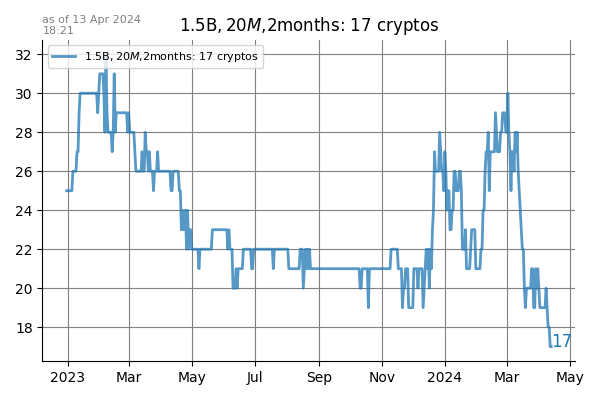 as of 13 Apr 2024
18:21
1.5B, 20M,2months: 17 cryptos
1.5B, 20M,2months: 17 cryptos
32
30
28
26
24
22
20
18
17
2023 Mar May Jul Sep Nov 2024 Mar May